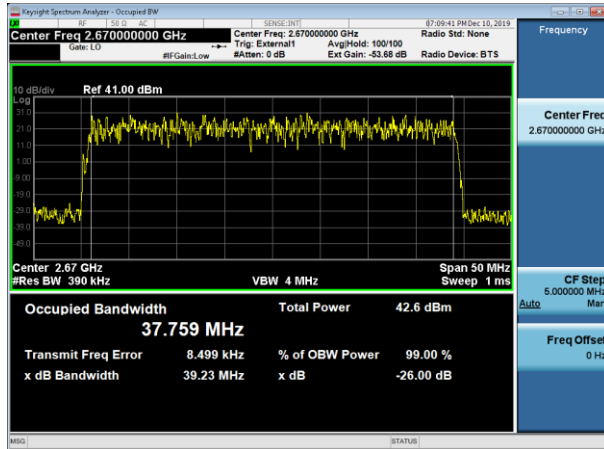 Keysight Spectrum Analyzer - Occupied BW
RF 50 Ω AC SENSE:INT 07:09:41 PM Dec 10, 2019
Center Freq 2.670000000 GHz Center Freq: 2.670000000 GHz Radio Std: None
Gate: LO Trig: External1 Avg|Hold: 100/100
#IFGain:Low #Atten: 0 dB Ext Gain: -53.68 dB Radio Device: BTS
Frequency
10 dB/div Ref 41.00 dBm
Log
31.0
21.0
11.0
1.00
-9.00
-19.0
-29.0
-39.0
-49.0
Center Freq
2.670000000 GHz
Center 2.67 GHz Span 50 MHz
#Res BW 390 kHz VBW 4 MHz Sweep 1 ms
CF Step
5.000000 MHz
Auto Man
Occupied Bandwidth Total Power 42.6 dBm
37.759 MHz
Transmit Freq Error 8.499 kHz % of OBW Power 99.00 %
x dB Bandwidth 39.23 MHz x dB -26.00 dB
Freq Offset
0 Hz
MSG STATUS